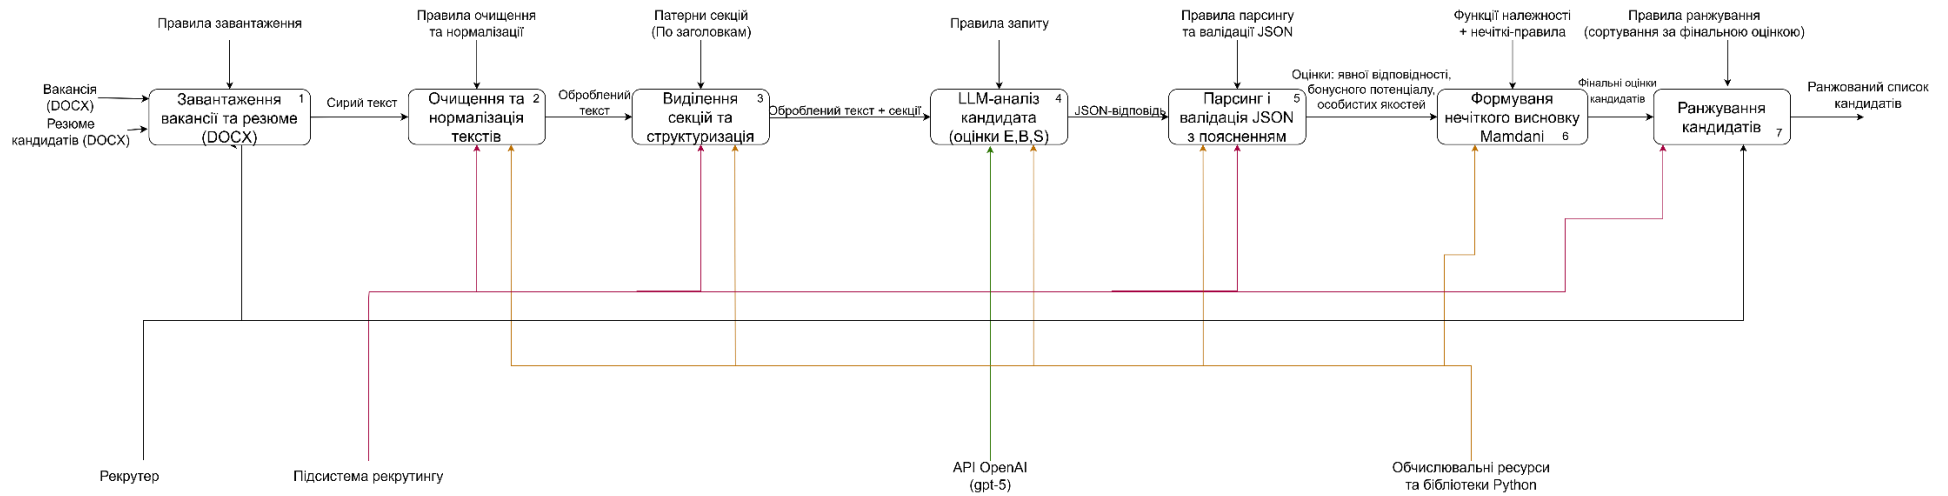 Правила завантаження
Правила очищення
та нормалізації
Патерни секцій
(По заголовкам)
Правила запиту
Правила парсингу
та валідації JSON
Функції належності
+ нечіткі-правила
Правила ранжування
(сортування за фінальною оцінкою)
Вакансія
(DOCX)
Резюме
кандидатів (DOCX)
Завантаження
вакансії та резюме
(DOCX)
1
Сирий текст
Очищення та
нормалізація
текстів
2
Оброблений
текст
Виділення
секцій та
структуризація
3
Оброблений текст + секції
LLM-аналіз
кандидата
(оцінки E,B,S)
4
JSON-відповідь
Парсинг і
валідація JSON
з поясненням
5
Оцінки: явної відповідності,
бонусного потенціалу,
особистих якостей
Формуваня
нечіткого висновку
Mamdani
6
Фінальні оцінки
кандидатів
Ранжування
кандидатів
7
Ранжований список
кандидатів
Рекрутер
Підсистема рекрутингу
API OpenAI
(gpt-5)
Обчислювальні ресурси
та бібліотеки Python